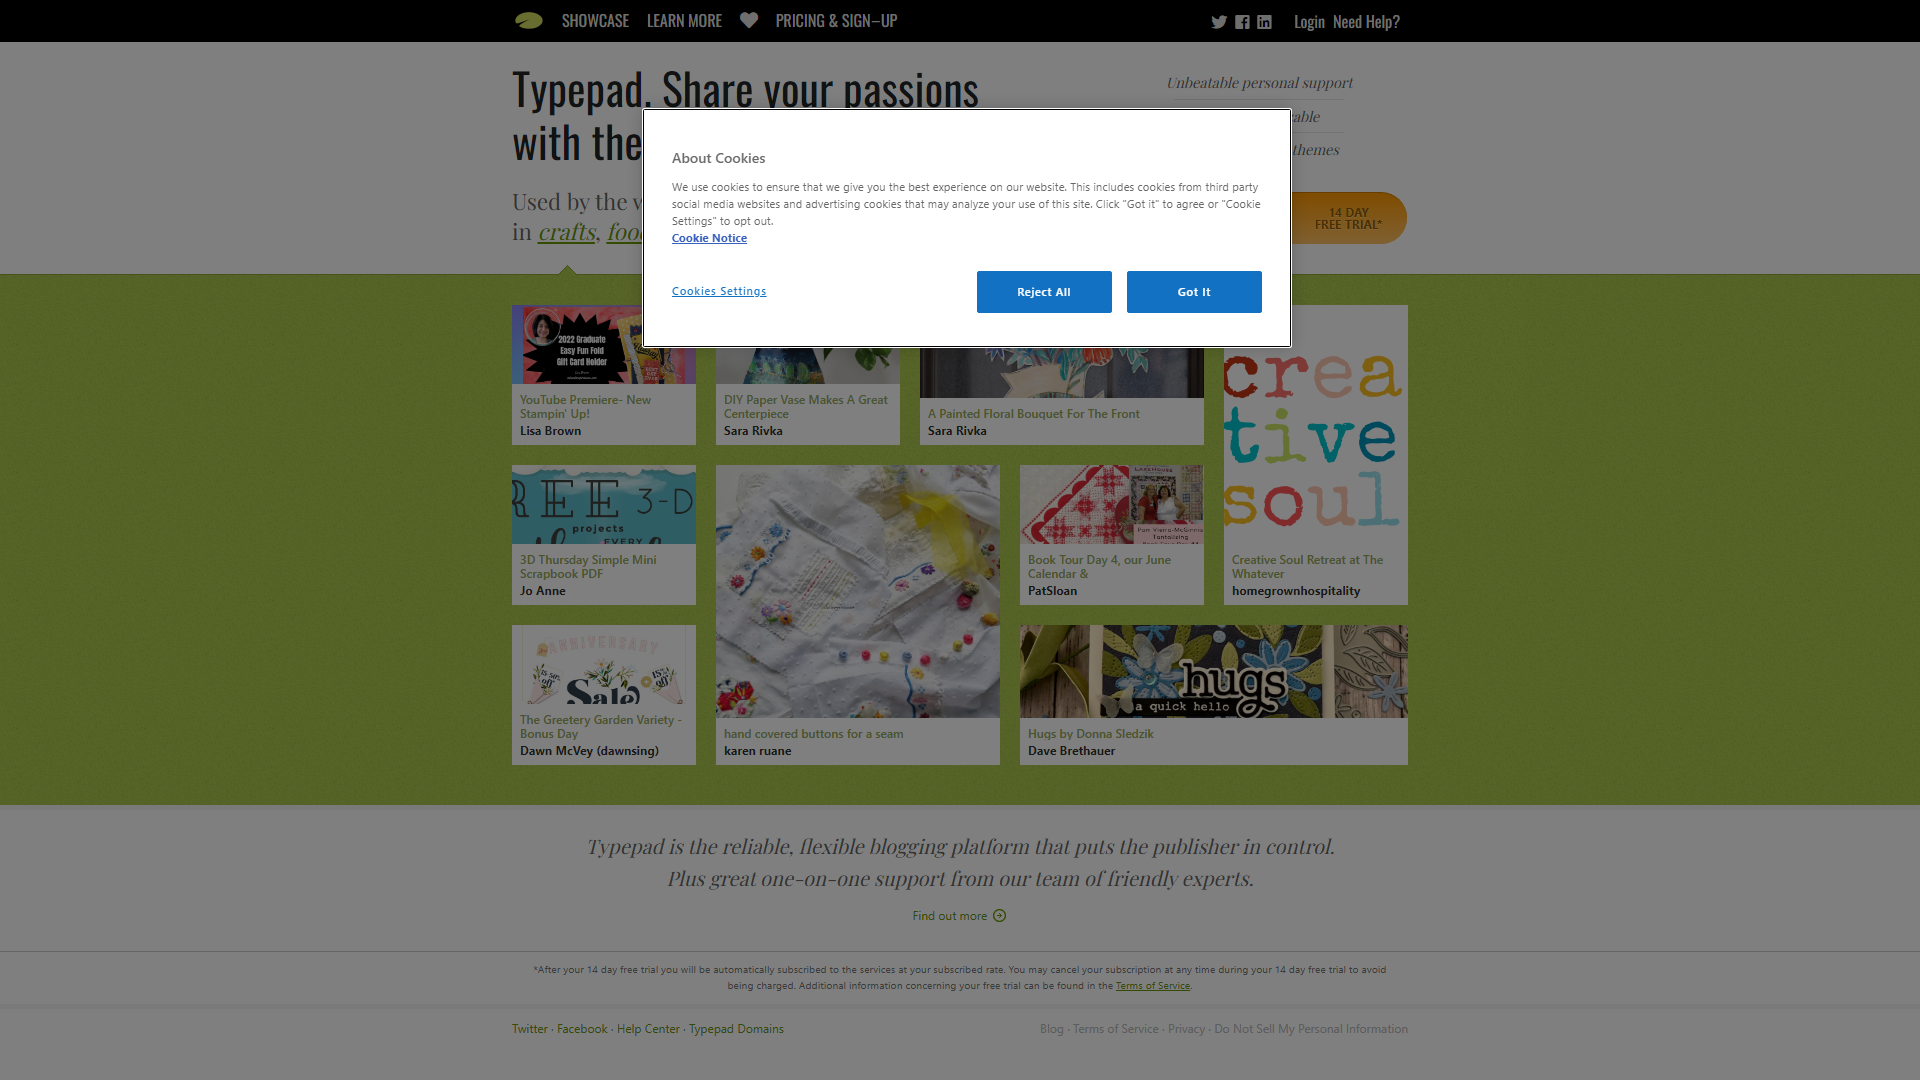 SHOWCASE
LEARN MORE
PRICING & SIGN–UP
Login
Need Help?
Typepad. Share your passions
with the
Unbeatable personal support
themes
Used by the
in crafts,
14 DAY
FREE TRIAL*
About Cookies
We use cookies to ensure that we give you the best experience on our website. This includes cookies from third party
social media websites and advertising cookies that may analyze your use of this site. Click "Got it" to agree or "Cookie
Settings" to opt out.
Cookie Notice
Cookies Settings
Reject All
Got It
2022 Graduate
Easy Fun Fold
Gift Card Holder
YouTube Premiere- New
Stampin' Up!
Lisa Brown
DIY Paper Vase Makes A Great
Centerpiece
Sara Rivka
A Painted Floral Bouquet For The Front
Sara Rivka
crea
tive
soul
Creative Soul Retreat at The
Whatever
homegrownhospitality
3-D
projects
EVERY
3D Thursday Simple Mini
Scrapbook PDF
Jo Anne
Book Tour Day 4, our June
Calendar &
PatSloan
ANNIVERSARY
Sale
The Greetery Garden Variety -
Bonus Day
Dawn McVey (dawnsing)
hand covered buttons for a seam
karen ruane
hugs
a quick hello
Hugs by Donna Sledzik
Dave Brethauer
Typepad is the reliable, flexible blogging platform that puts the publisher in control.
Plus great one-on-one support from our team of friendly experts.
Find out more
*After your 14 day free trial you will be automatically subscribed to the services at your subscribed rate. You may cancel your subscription at any time during your 14 day free trial to avoid
being charged. Additional information concerning your free trial can be found in the Terms of Service.
Twitter · Facebook · Help Center · Typepad Domains
Blog · Terms of Service · Privacy · Do Not Sell My Personal Information